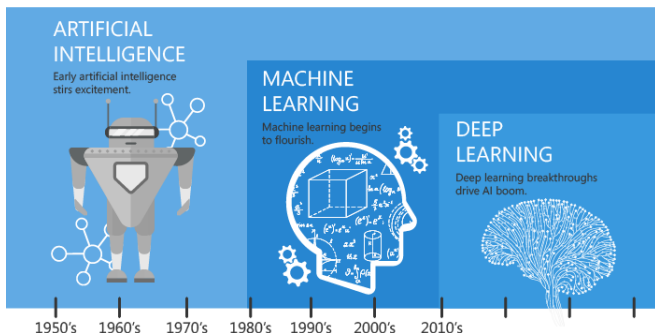 ARTIFICIAL
INTELLIGENCE
Early artificial intelligence
stirs excitement.
MACHINE
LEARNING
Machine learning begins
to flourish.
DEEP
LEARNING
Deep learning breakthroughs
drive AI boom.
1950's 1960's 1970's 1980's 1990's 2000's 2010's